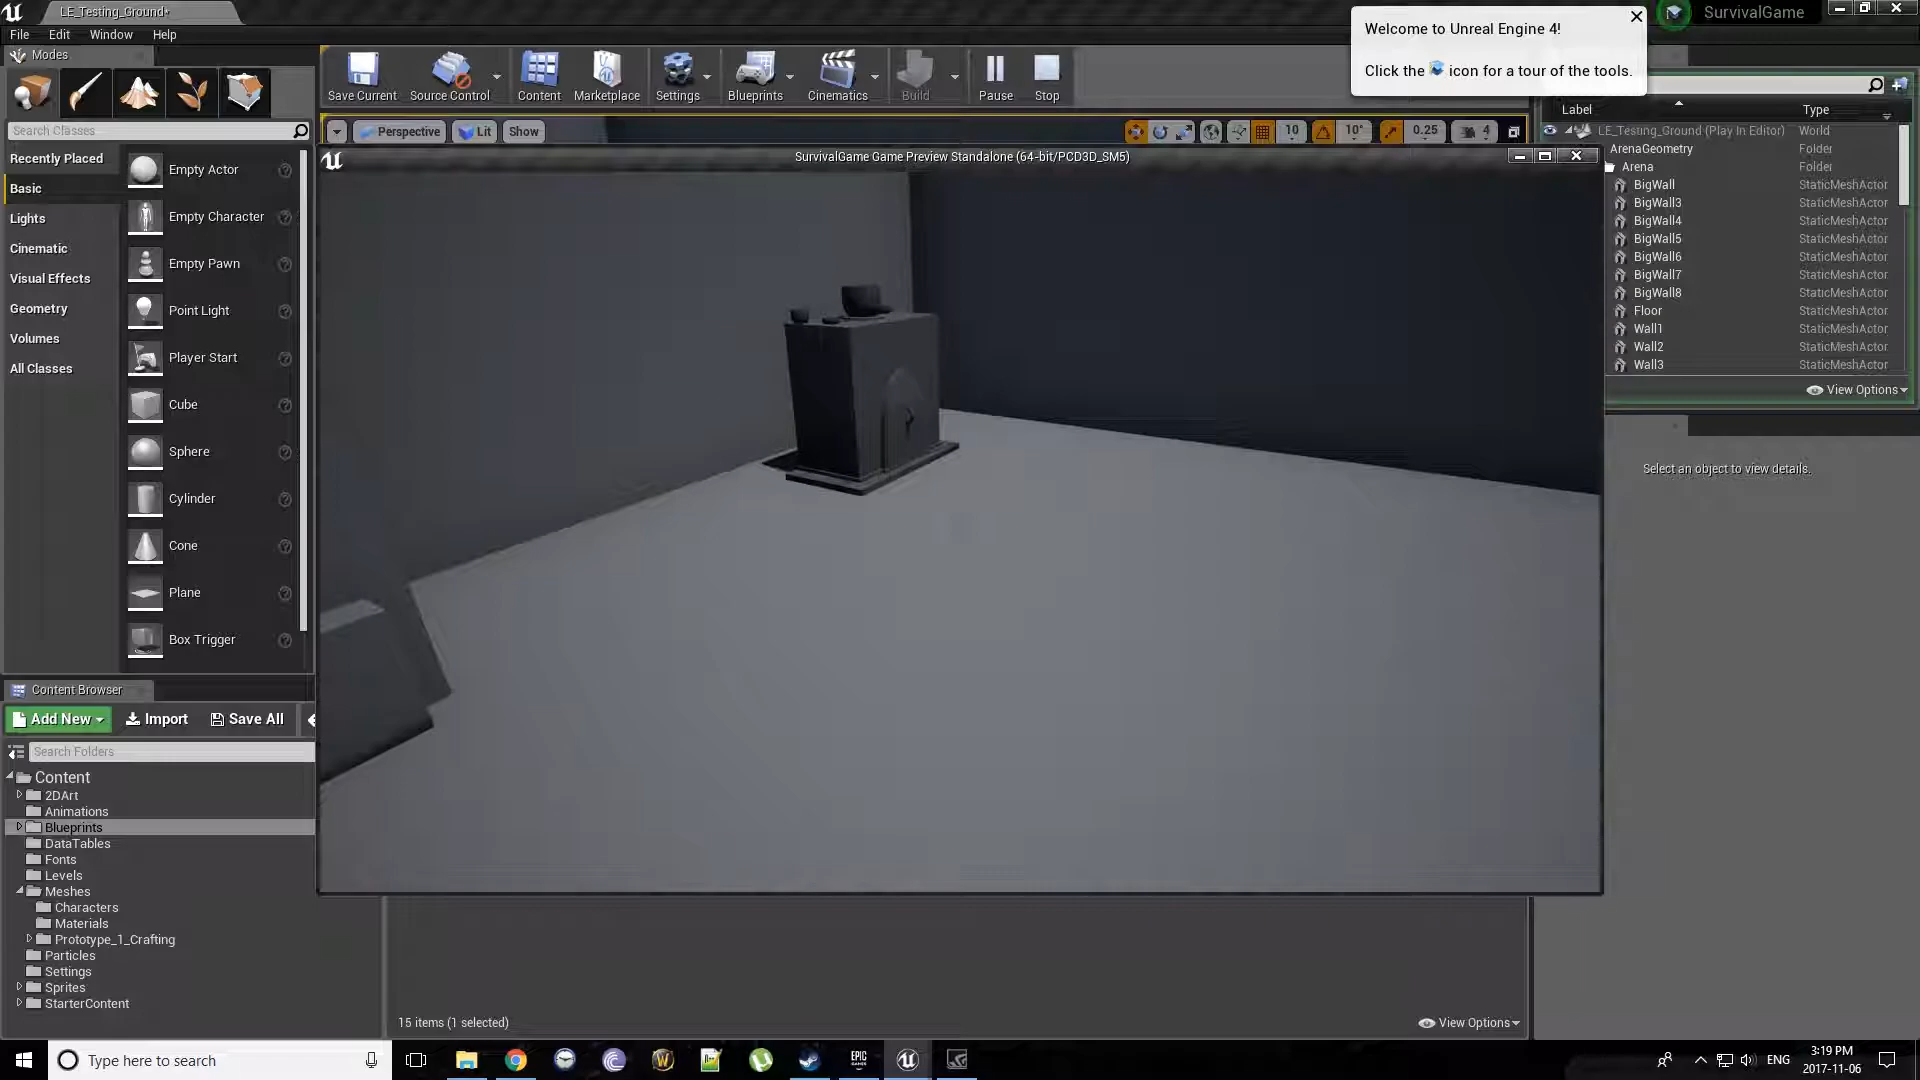 LE_Testing_Ground*
SurvivalGame
File Edit Window Help
Welcome to Unreal Engine 4!
Click the icon for a tour of the tools.
Modes
Save Current
Source Control
Content
Marketplace
Settings
Blueprints
Cinematics
Build
Pause
Stop
Search Classes
Perspective
Lit
Show
10
10°
0.25
4
Label
Type
LE_Testing_Ground (Play In Editor) World
ArenaGeometry Folder
Arena Folder
BigWall StaticMeshActor
BigWall3 StaticMeshActor
BigWall4 StaticMeshActor
BigWall5 StaticMeshActor
BigWall6 StaticMeshActor
BigWall7 StaticMeshActor
BigWall8 StaticMeshActor
Floor StaticMeshActor
Wall1 StaticMeshActor
Wall2 StaticMeshActor
Wall3 StaticMeshActor
View Options
Select an object to view details.
SurvivalGame Game Preview Standalone (64-bit/PCD3D_SM5)
Recently Placed
Basic
Lights
Cinematic
Visual Effects
Geometry
Volumes
All Classes
Empty Actor
Empty Character
Empty Pawn
Point Light
Player Start
Cube
Sphere
Cylinder
Cone
Plane
Box Trigger
Content Browser
Add New
Import
Save All
Search Folders
Content
2DArt
Animations
Blueprints
DataTables
Fonts
Levels
Meshes
Characters
Materials
Prototype_1_Crafting
Particles
Settings
Sprites
StarterContent
15 items (1 selected)
View Options
Type here to search
EPIC
GAMES
ENG
3:19 PM
2017-11-06